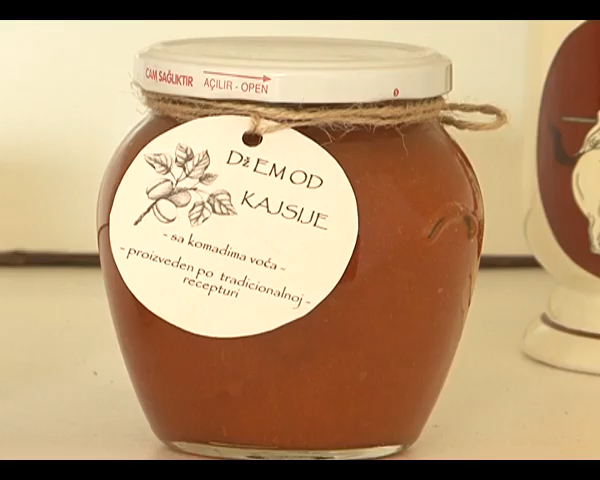 CAM SAĞLIKTIR
AÇILIR - OPEN
DŽEM OD
KAJSIJE
- sa komadima voća -
- proizveden po tradicionalnoj -
recepturi